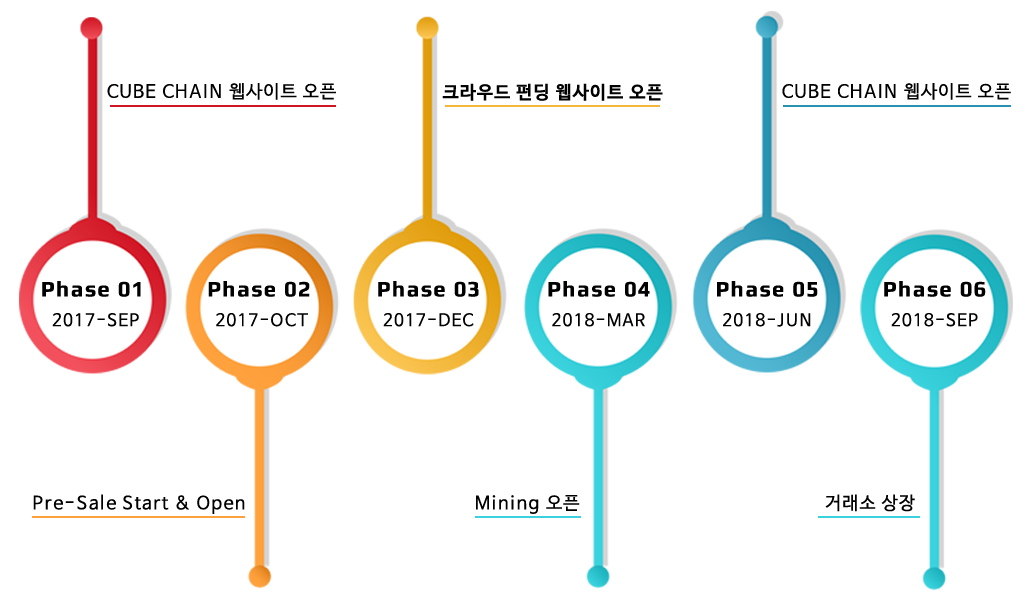 CUBE CHAIN 웹사이트 오픈
크라우드 펀딩 웹사이트 오픈
CUBE CHAIN 웹사이트 오픈
Phase 01
2017-SEP
Phase 02
2017-OCT
Phase 03
2017-DEC
Phase 04
2018-MAR
Phase 05
2018-JUN
Phase 06
2018-SEP
Pre-Sale Start & Open
Mining 오픈
거래소 상장